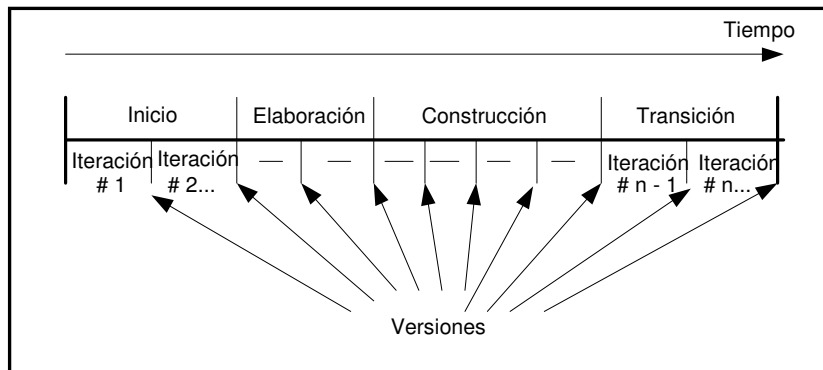 Tiempo
Inicio Elaboración Construcción Transición
Iteración Iteración — — — — — — Iteración Iteración
# 1 # 2... # n - 1 # n...
Versiones